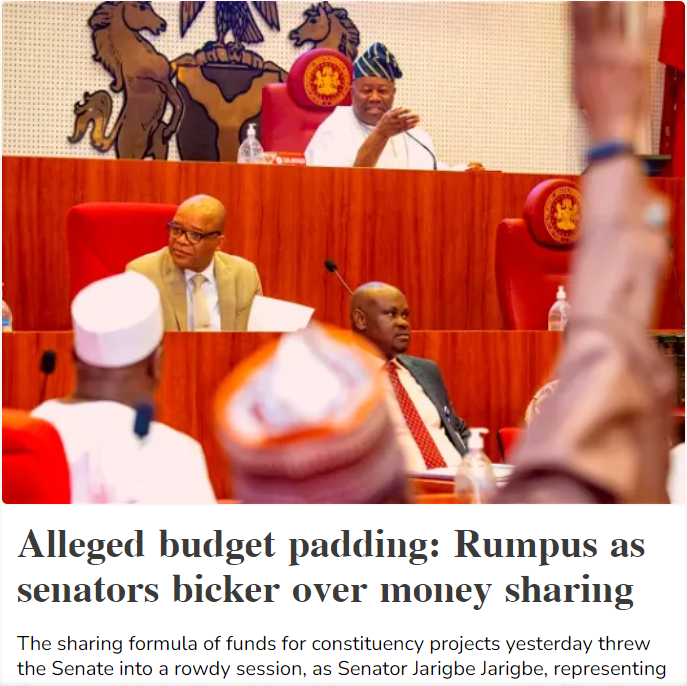 Alleged budget padding: Rumpus as
senators bicker over money sharing
The sharing formula of funds for constituency projects yesterday threw
the Senate into a rowdy session, as Senator Jarigbe Jarigbe, representing